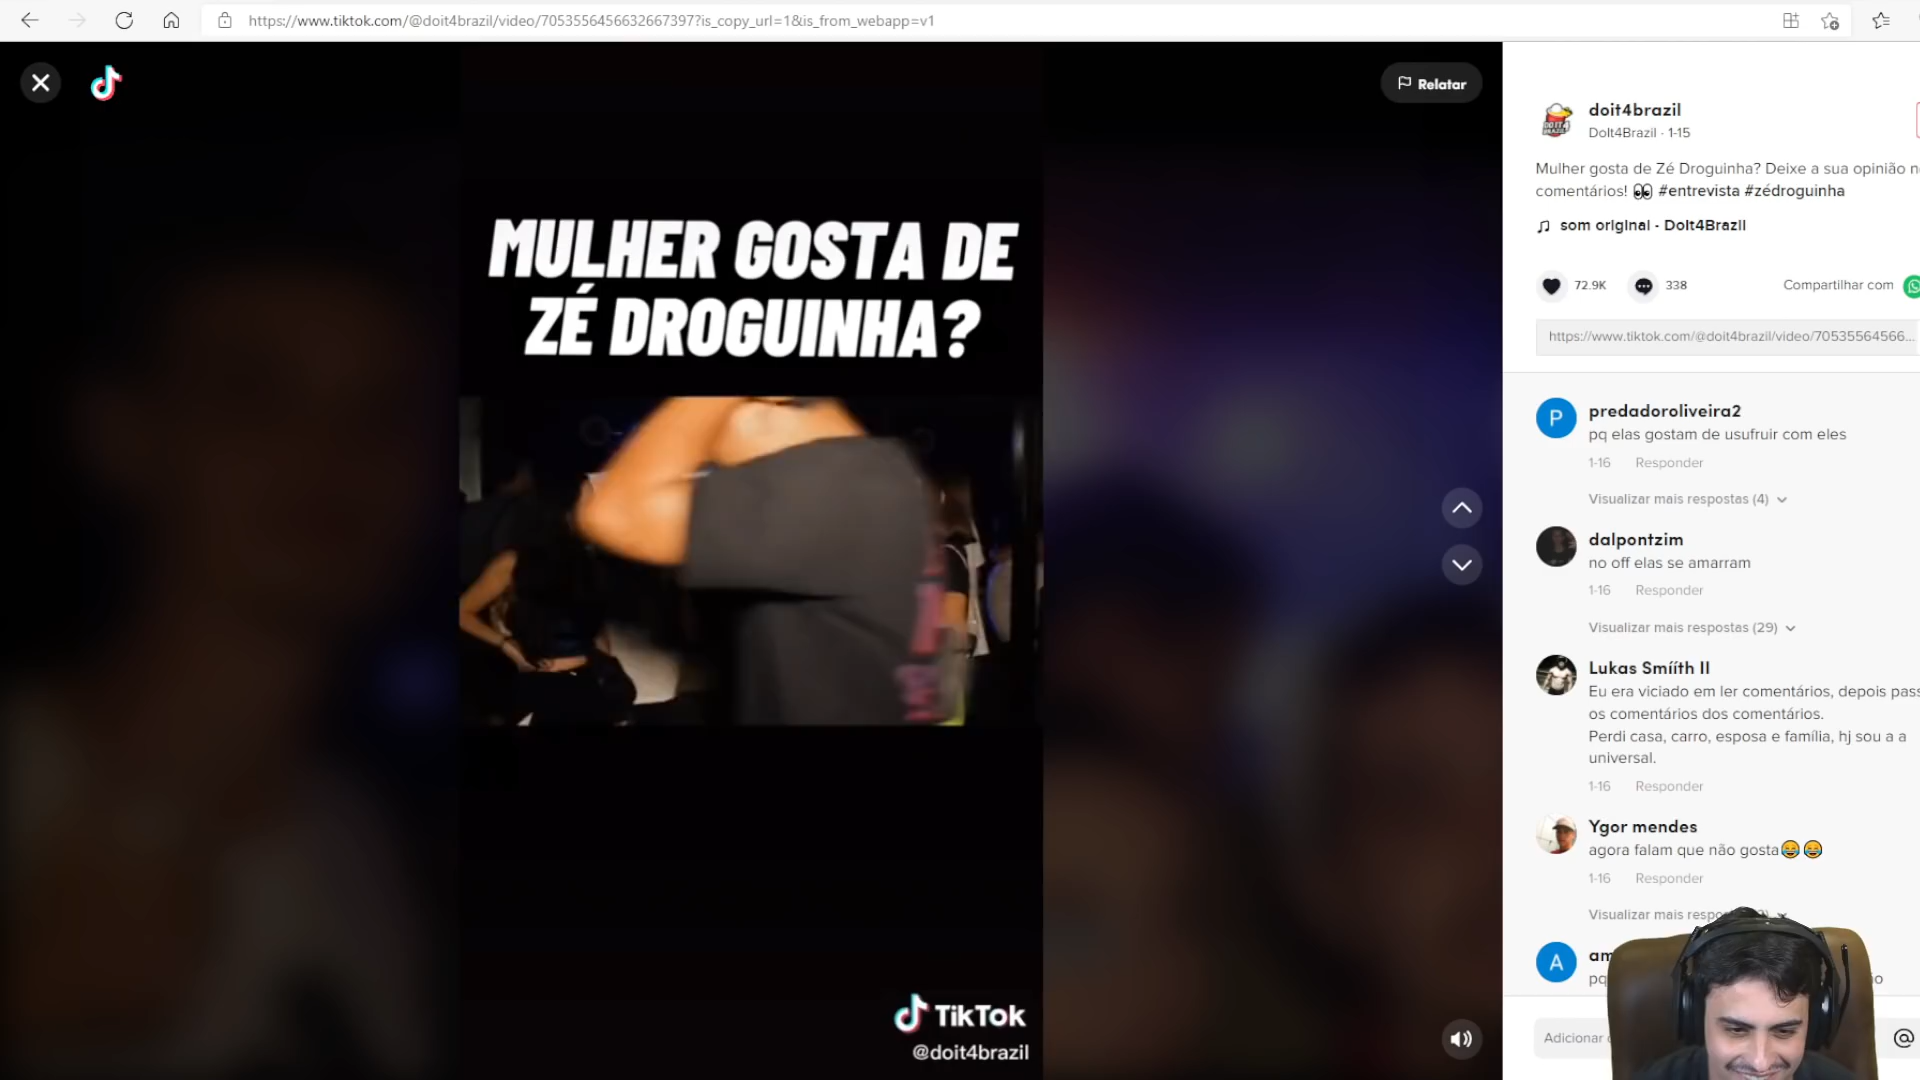 https://www.tiktok.com/@doit4brazil/video/7053556456632667397?is_copy_url=1&is_from_webapp=v1
Relatar
MULHER GOSTA DE
ZÉ DROGUINHA?
TikTok
@doit4brazil
doit4brazil
DoIt4Brazil · 1-15
Mulher gosta de Zé Droguinha? Deixe a sua opinião n
comentários! 👀 #entrevista #zédroguinha
som original - DoIt4Brazil
72.9K
338
Compartilhar com
https://www.tiktok.com/@doit4brazil/video/70535564566...
P
predadoroliveira2
pq elas gostam de usufruir com eles
1-16 Responder
Visualizar mais respostas (4)
dalpontzim
no off elas se amarram
1-16 Responder
Visualizar mais respostas (29)
Lukas Smííth II
Eu era viciado em ler comentários, depois pas
os comentários dos comentários.
Perdi casa, carro, esposa e família, hj sou a a
universal.
1-16 Responder
Ygor mendes
agora falam que não gosta😂😂
1-16 Responder
Visualizar mais respo
A
am
pq
Adicionar
@